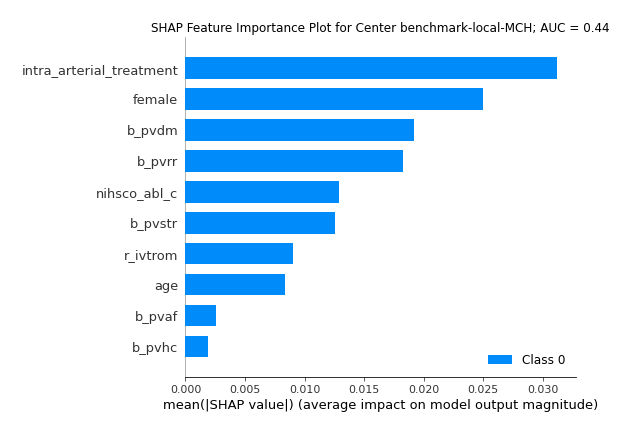 SHAP Feature Importance Plot for Center benchmark-local-MCH; AUC = 0.44
intra_arterial_treatment
female
b_pvdm
b_pvrr
nihsco_abl_c
b_pvstr
r_ivtrom
age
b_pvaf
b_pvhc
Class 0
0.000 0.005 0.010 0.015 0.020 0.025 0.030
mean(|SHAP value|) (average impact on model output magnitude)